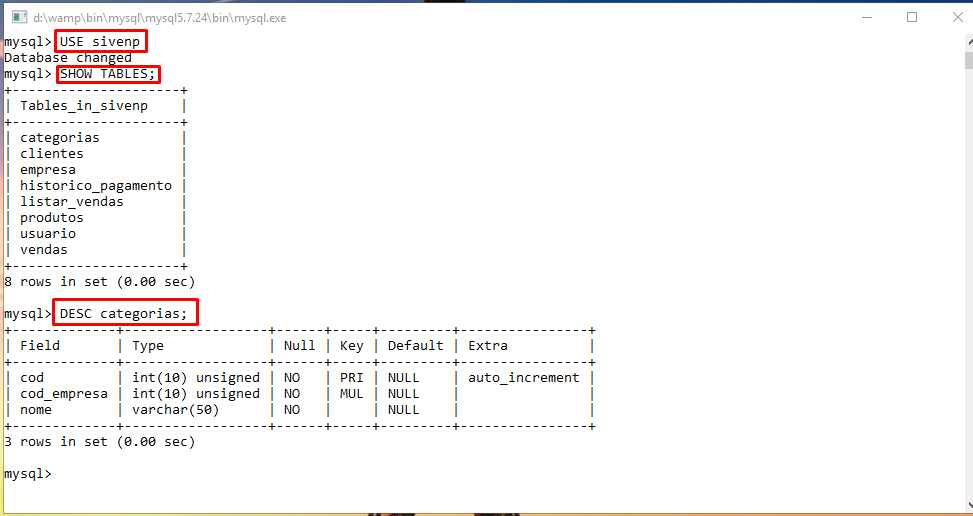 d:\wamp\bin\mysql\mysql5.7.24\bin\mysql.exe
mysql> USE sivenp
Database changed
mysql> SHOW TABLES;
+---------------------+
| Tables_in_sivenp    |
+---------------------+
| categorias          |
| clientes            |
| empresa             |
| historico_pagamento |
| listar_vendas       |
| produtos            |
| usuario             |
| vendas              |
+---------------------+
8 rows in set (0.00 sec)
mysql> DESC categorias;
+-------------+------------------+------+-----+---------+----------------+
| Field       | Type             | Null | Key | Default | Extra          |
+-------------+------------------+------+-----+---------+----------------+
| cod         | int(10) unsigned | NO   | PRI | NULL    | auto_increment |
| cod_empresa | int(10) unsigned | NO   | MUL | NULL    |                |
| nome        | varchar(50)      | NO   |     | NULL    |                |
+-------------+------------------+------+-----+---------+----------------+
3 rows in set (0.00 sec)
mysql>